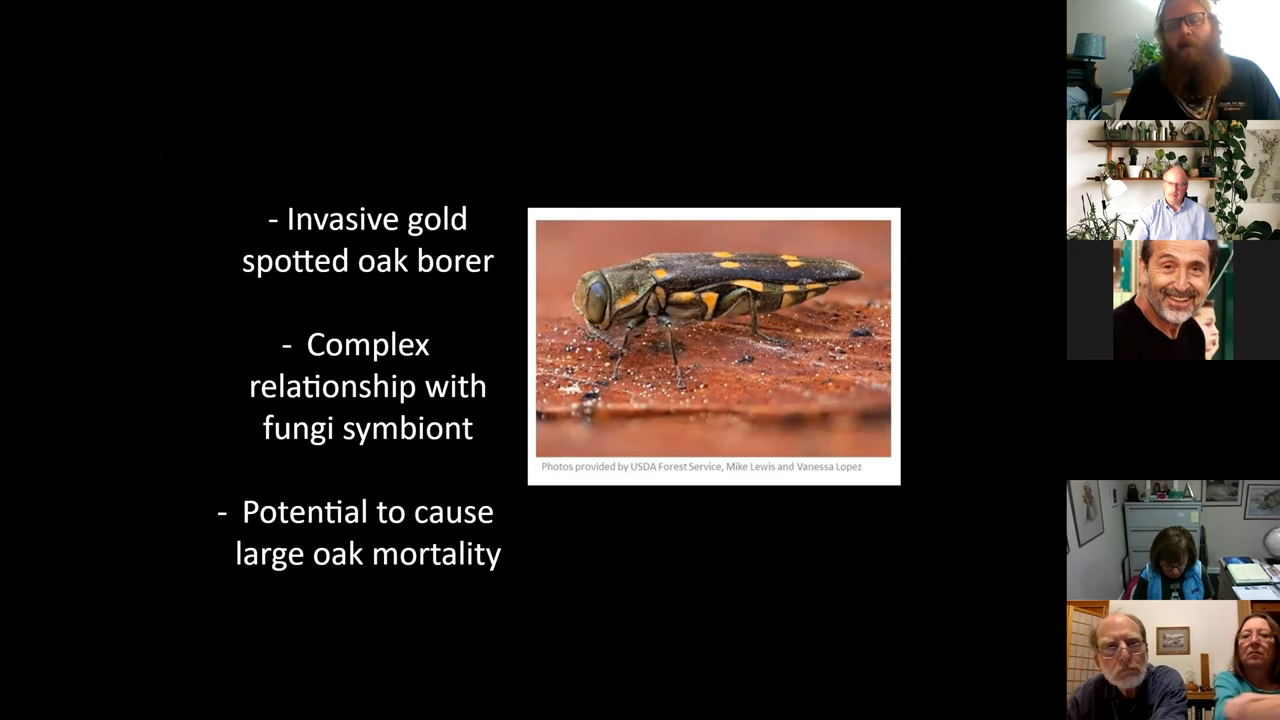 - Invasive gold
spotted oak borer
- Complex
relationship with
fungi symbiont
- Potential to cause
large oak mortality
Photos provided by USDA Forest Service, Mike Lewis and Vanessa Lopez